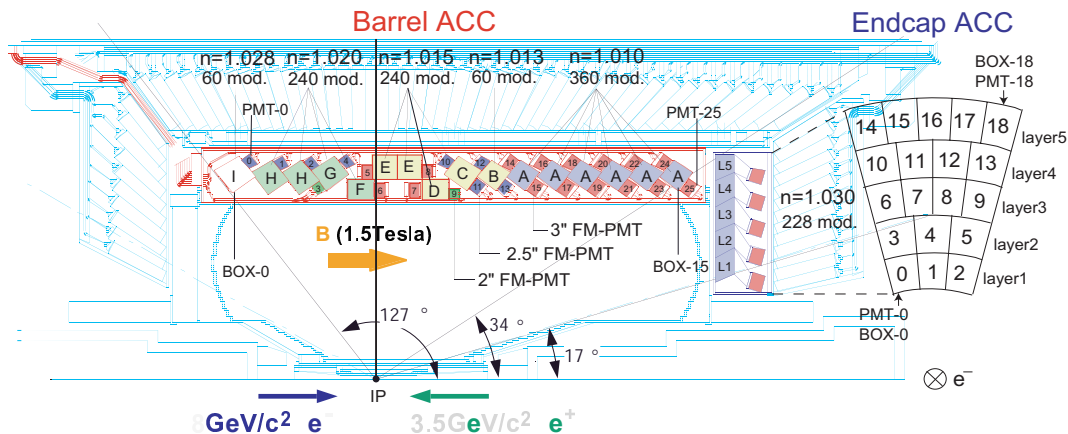 Barrel ACC
Endcap ACC
n=1.028
60 mod.
n=1.020
240 mod.
n=1.015
240 mod.
n=1.013
60 mod.
n=1.010
360 mod.
BOX-18
PMT-18
PMT-0
PMT-25
I H H G F E E D C B A A A A A A
0 1 2 3 4 5 6 7 8 9 10 11 12 13 14 15 16 17 18 19 20 21 22 23 24 25
L5
L4
L3
L2
L1
n=1.030
228 mod.
14 15 16 17 18 layer5
10 11 12 13 layer4
6 7 8 9 layer3
3 4 5 layer2
0 1 2 layer1
B (1.5Tesla)
3" FM-PMT
2.5" FM-PMT
2" FM-PMT
BOX-0
BOX-15
PMT-0
BOX-0
127 °
34 °
17 °
IP
e⁻
8GeV/c² e⁻
3.5GeV/c² e⁺